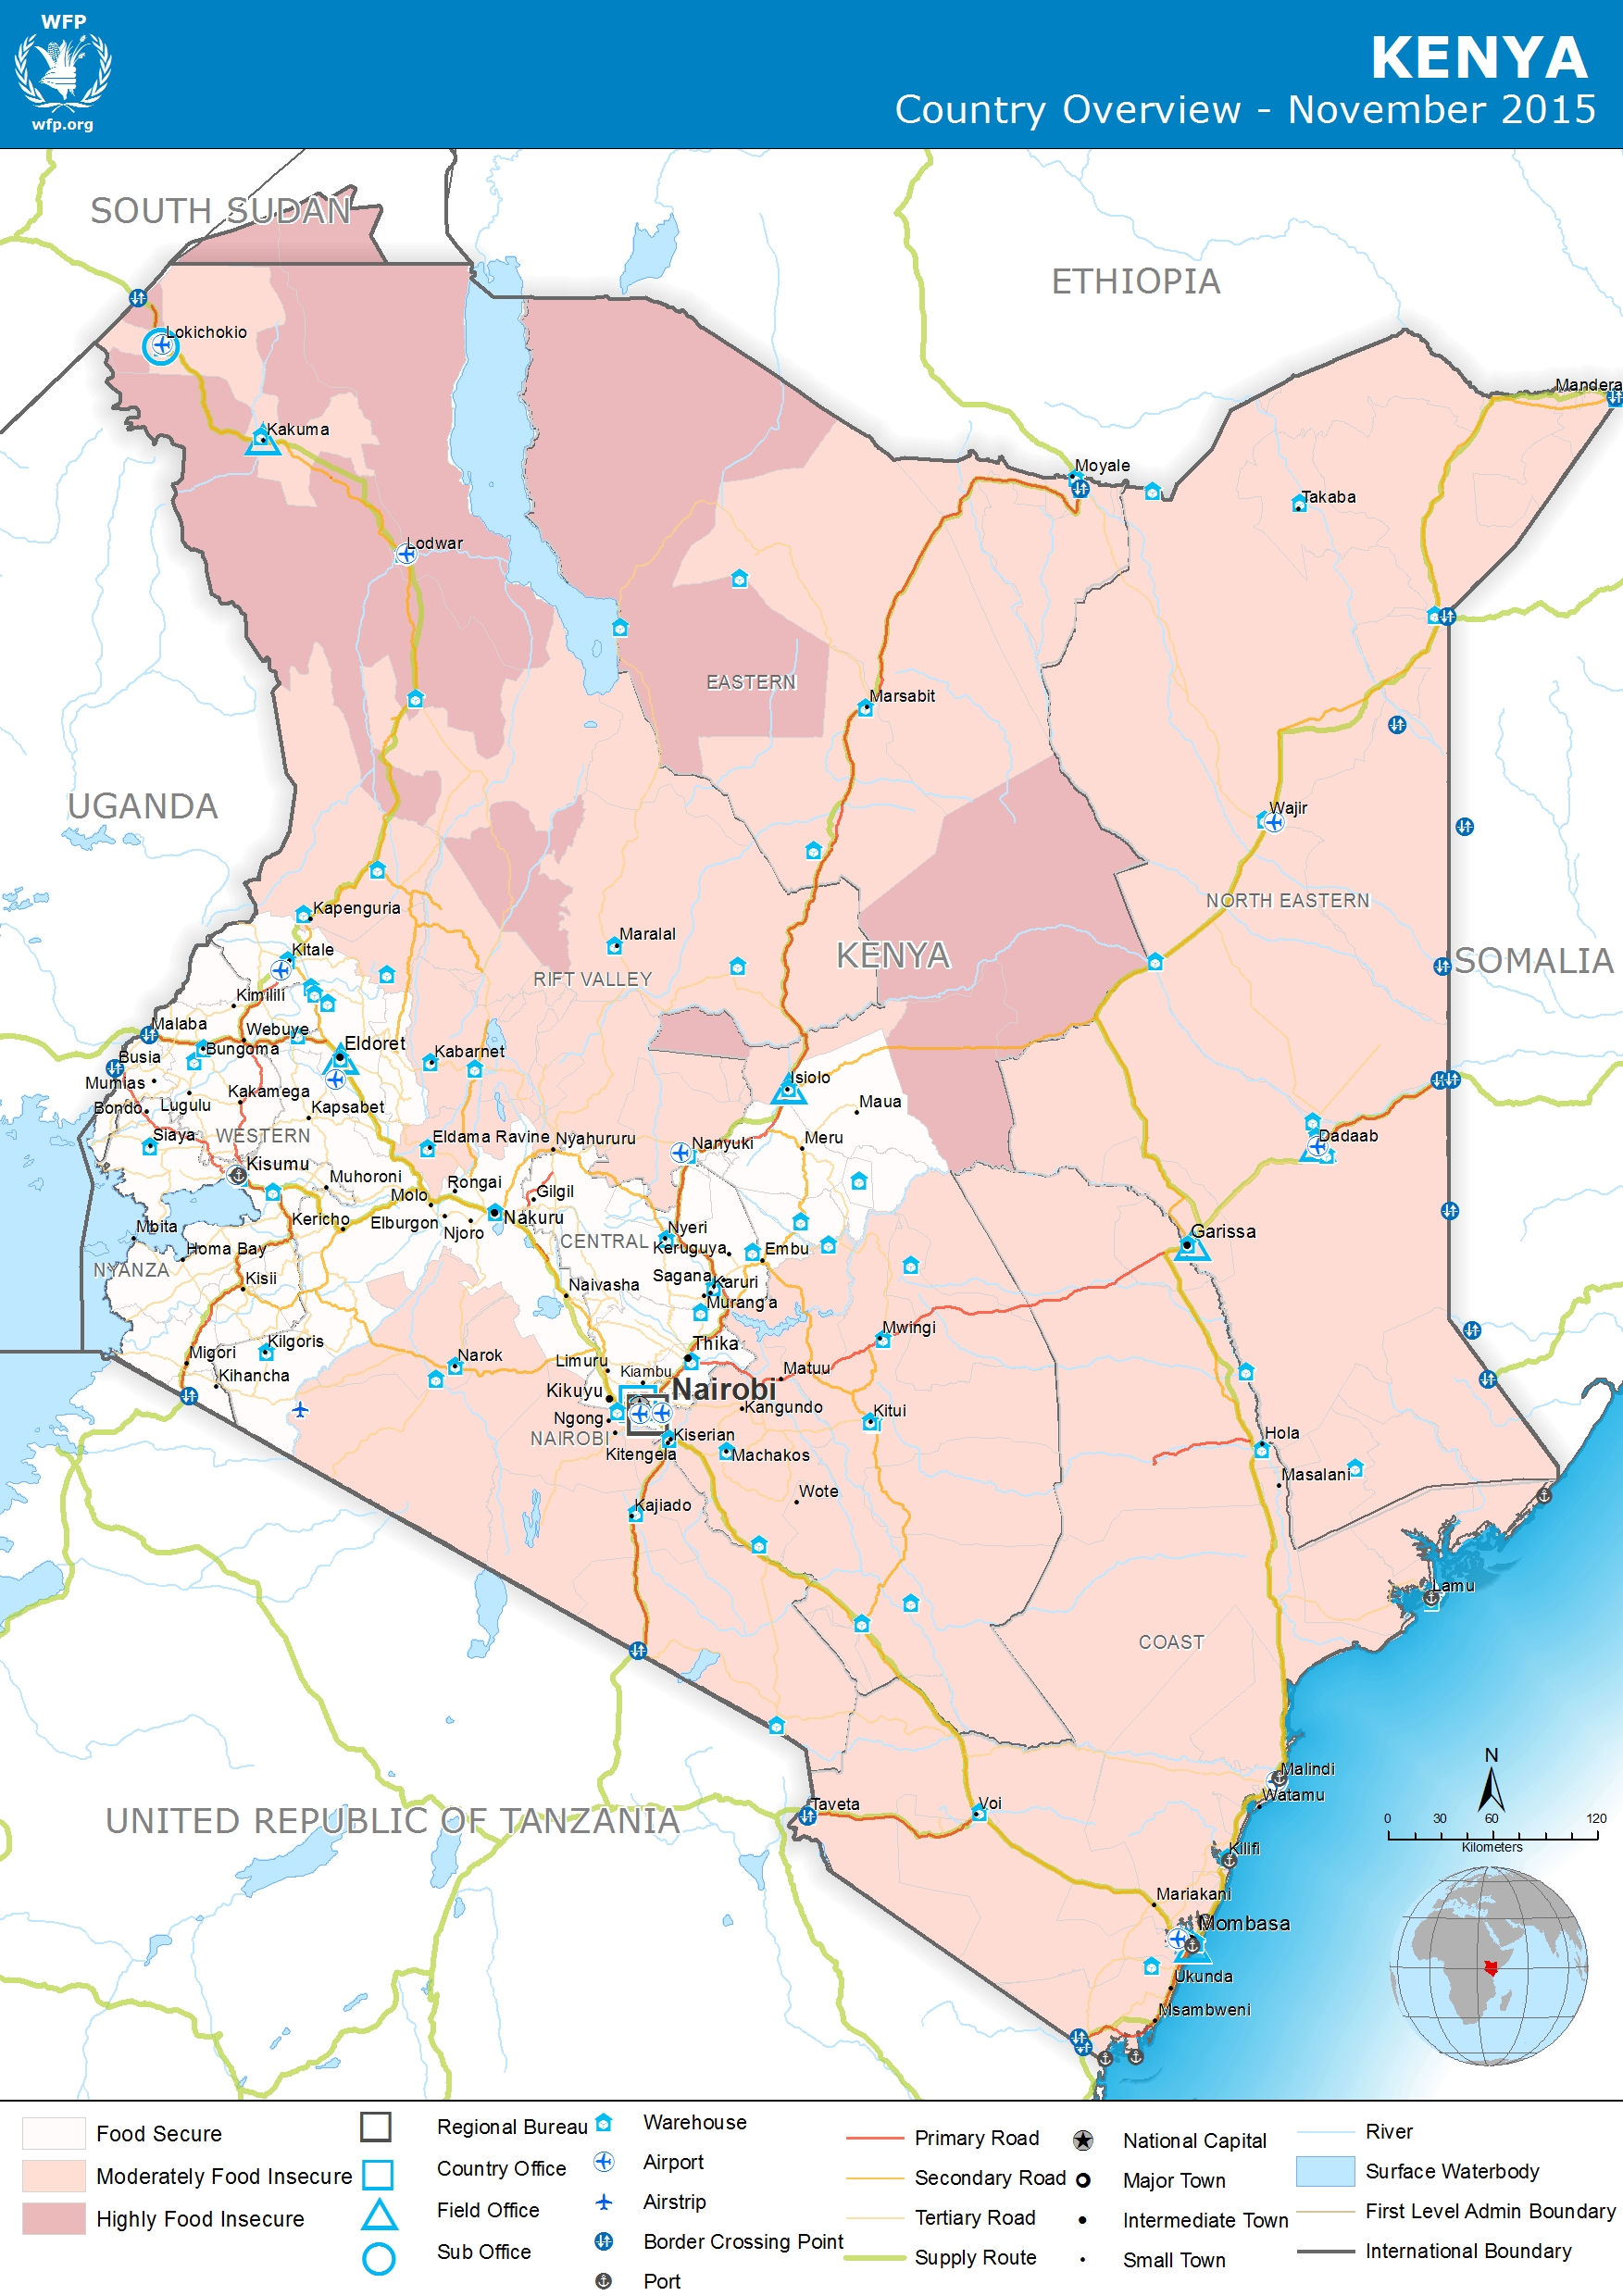 WFP
wfp.org
KENYA
Country Overview - November 2015
SOUTH SUDAN
ETHIOPIA
Lokichokio
Mandera
Kakuma
Moyale
Takaba
Lodwar
EASTERN
Marsabit
UGANDA
Wajir
NORTH EASTERN
Kapenguria
Maralal
Kitale
KENYA
SOMALIA
RIFT VALLEY
Kimilili
Malaba
Webuye
Eldoret
Bungoma
Kabarnet
Busia
Isiolo
Mumias
Kakamega
Maua
Bondo
Lugulu
Kapsabet
Siaya
WESTERN
Eldama Ravine
Nyahururu
Nanyuki
Meru
Dadaab
Kisumu
Muhoroni
Rongai
Gilgil
Molo
Mbita
Kericho
Elburgon
Nakuru
Njoro
Nyeri
Garissa
Homa Bay
CENTRAL
Keruguya
Embu
NYANZA
Kisii
Naivasha
Sagana
Karuri
Murang'a
Mwingi
Kilgoris
Thika
Migori
Narok
Limuru
Kiambu
Matuu
Kihancha
Kikuyu
Nairobi
Kangundo
Ngong
Kitui
NAIROBI
Kiserian
Hola
Kitengela
Machakos
Masalani
Wote
Kajiado
Lamu
COAST
Malindi
Watamu
UNITED REPUBLIC OF TANZANIA
Taveta
Voi
Kilifi
Mariakani
Mombasa
Ukunda
Msambweni
N
0 30 60 120
Kilometers
Food Secure
Moderately Food Insecure
Highly Food Insecure
Regional Bureau
Country Office
Field Office
Sub Office
Warehouse
Airport
Airstrip
Border Crossing Point
Port
Primary Road
Secondary Road
Tertiary Road
Supply Route
National Capital
Major Town
Intermediate Town
Small Town
River
Surface Waterbody
First Level Admin Boundary
International Boundary